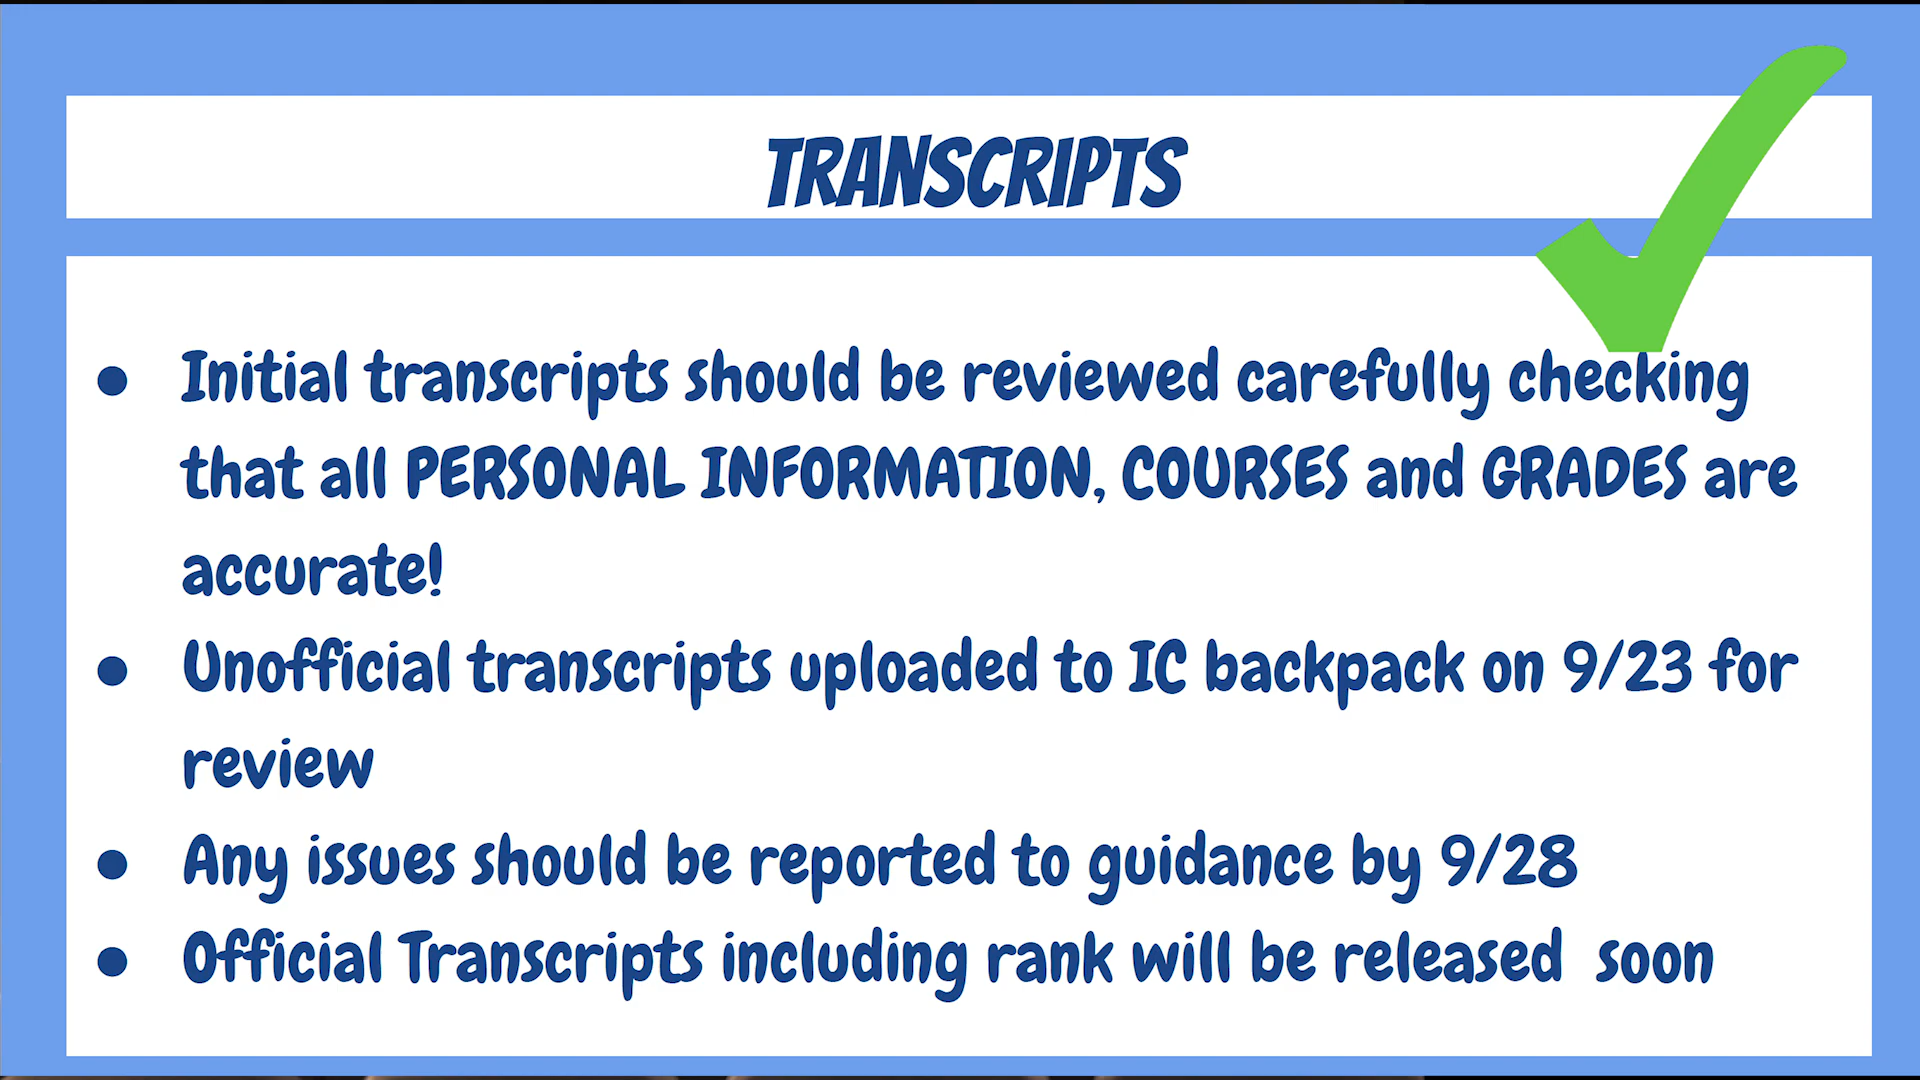 TRANSCRIPTS
● Initial transcripts should be reviewed carefully checking
that all PERSONAL INFORMATION, COURSES and GRADES are
accurate!
● Unofficial transcripts uploaded to IC backpack on 9/23 for
review
● Any issues should be reported to guidance by 9/28
● Official Transcripts including rank will be released  soon